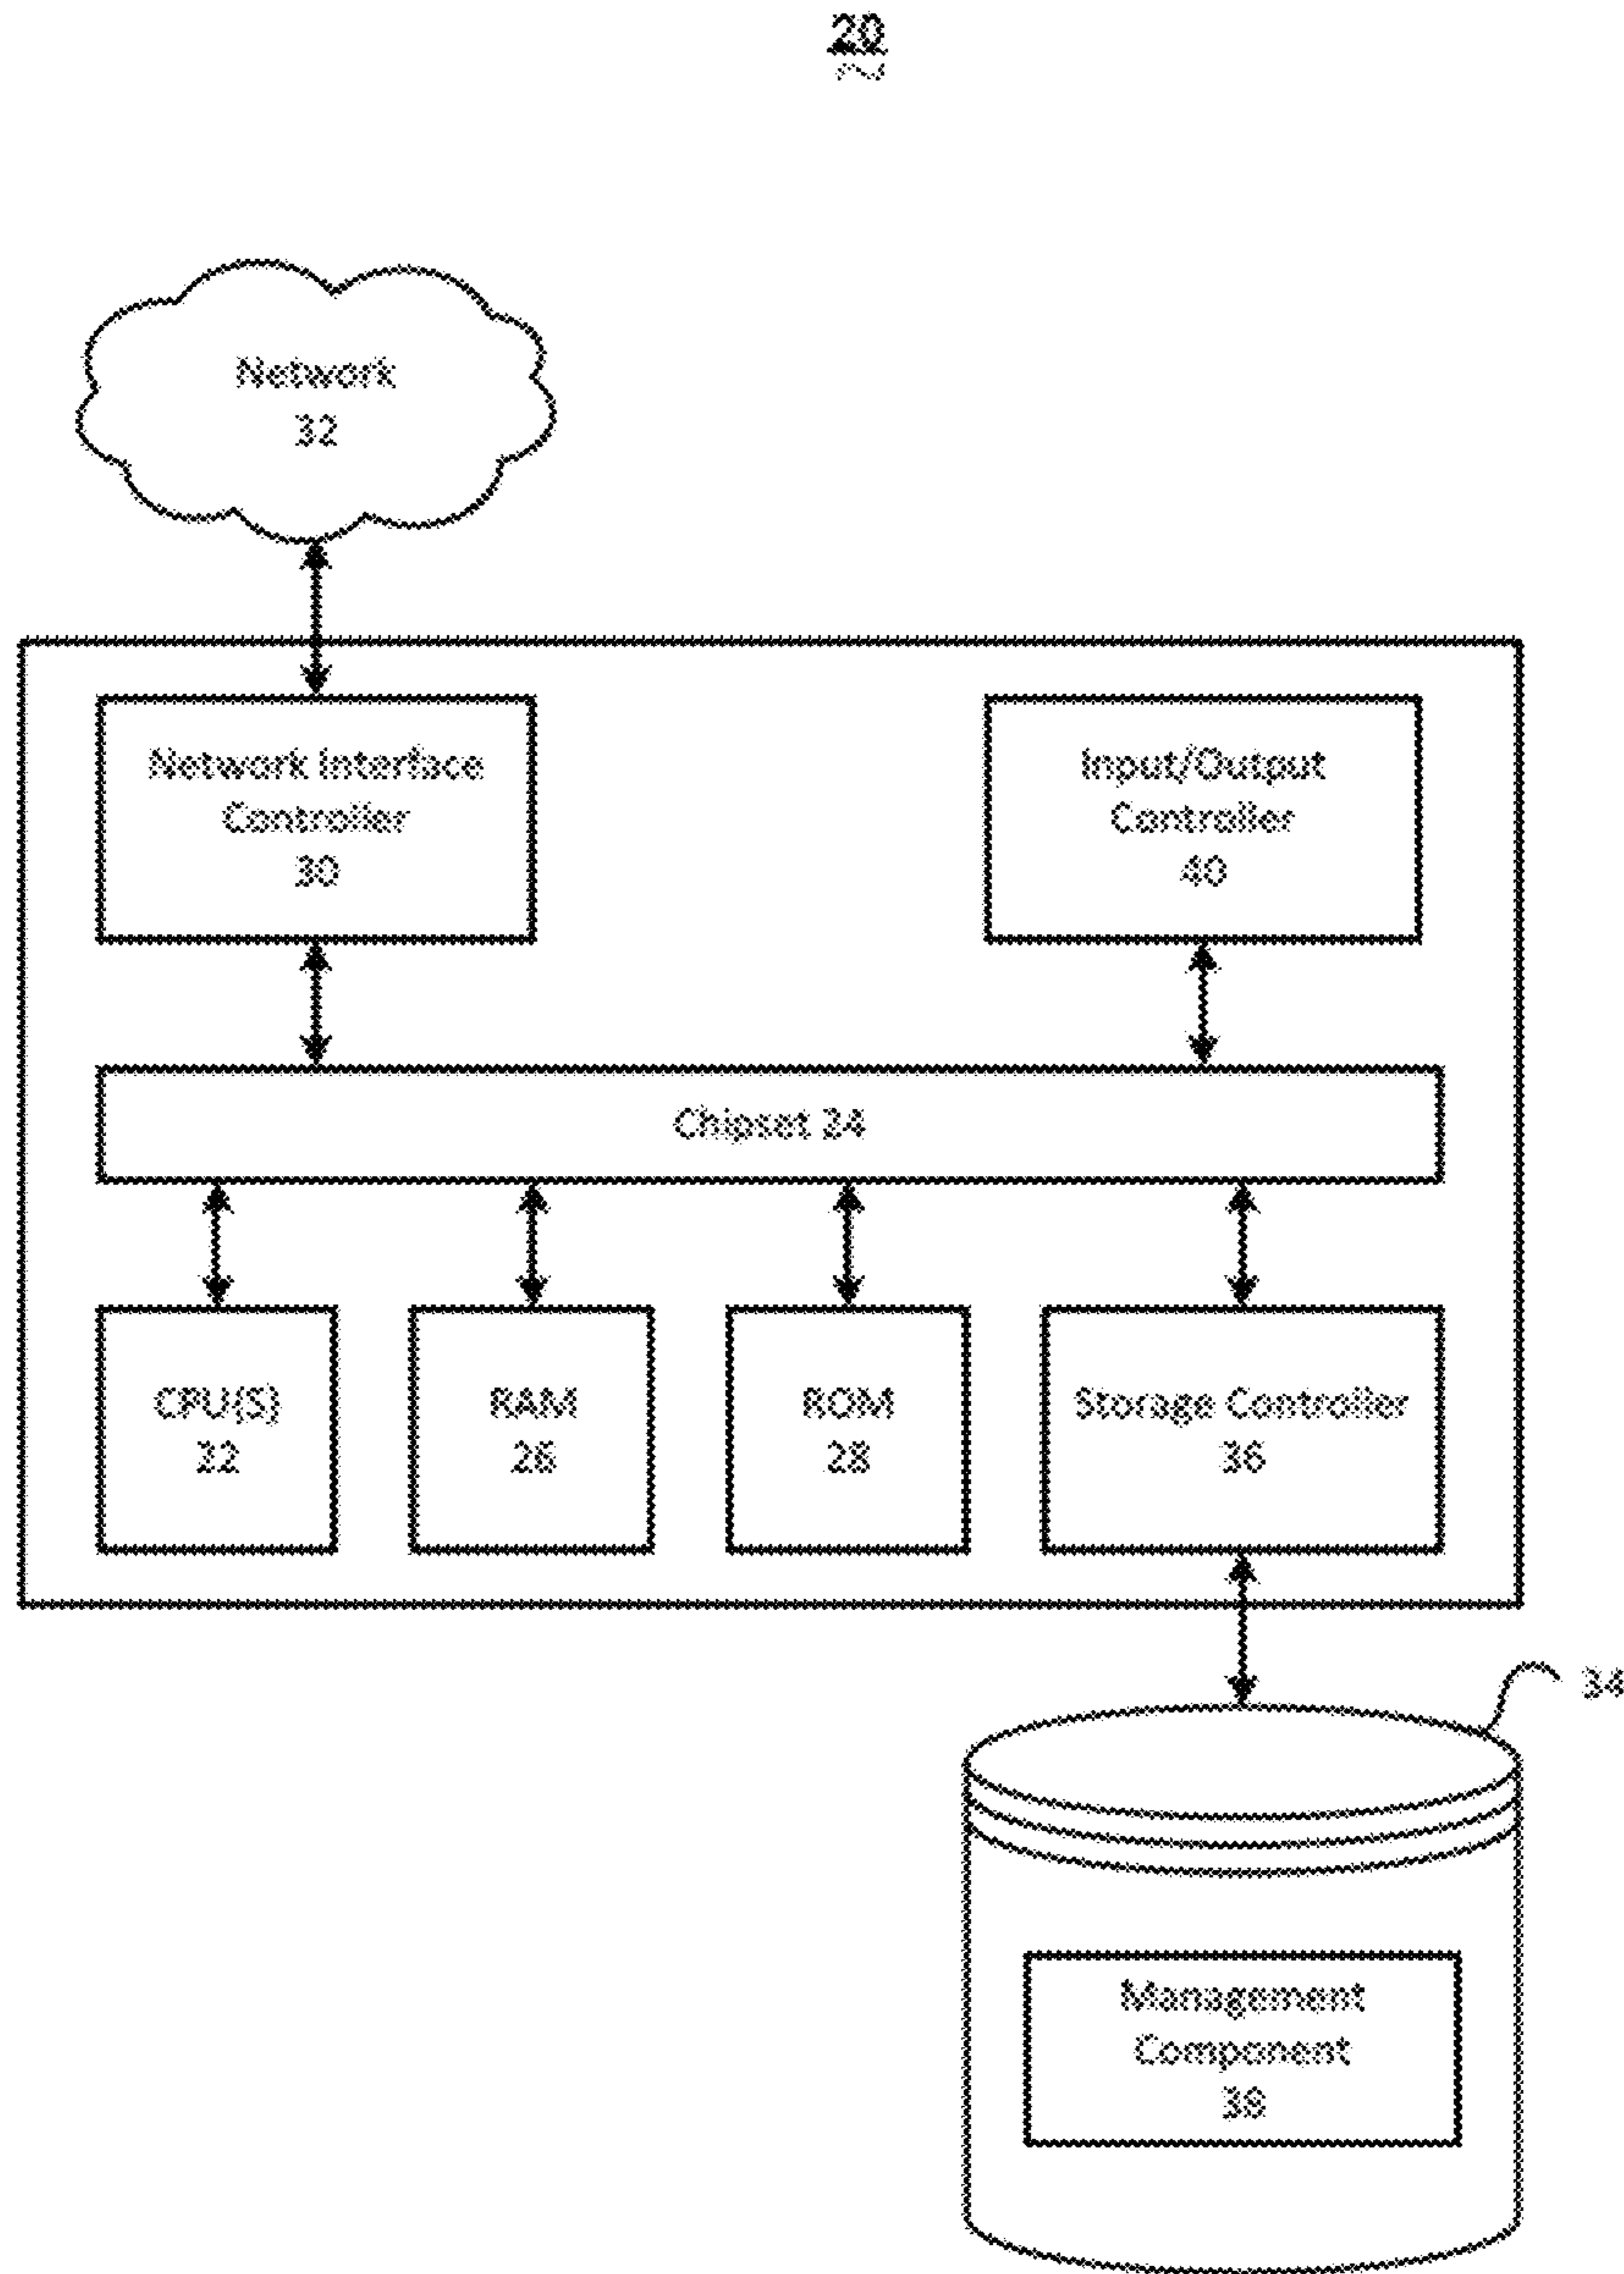 20
Network
32
Network Interface
Controller
30
Input/Output
Controller
40
Chipset 24
CPU(S)
22
RAM
26
ROM
28
Storage Controller
36
34
Management
Component
38